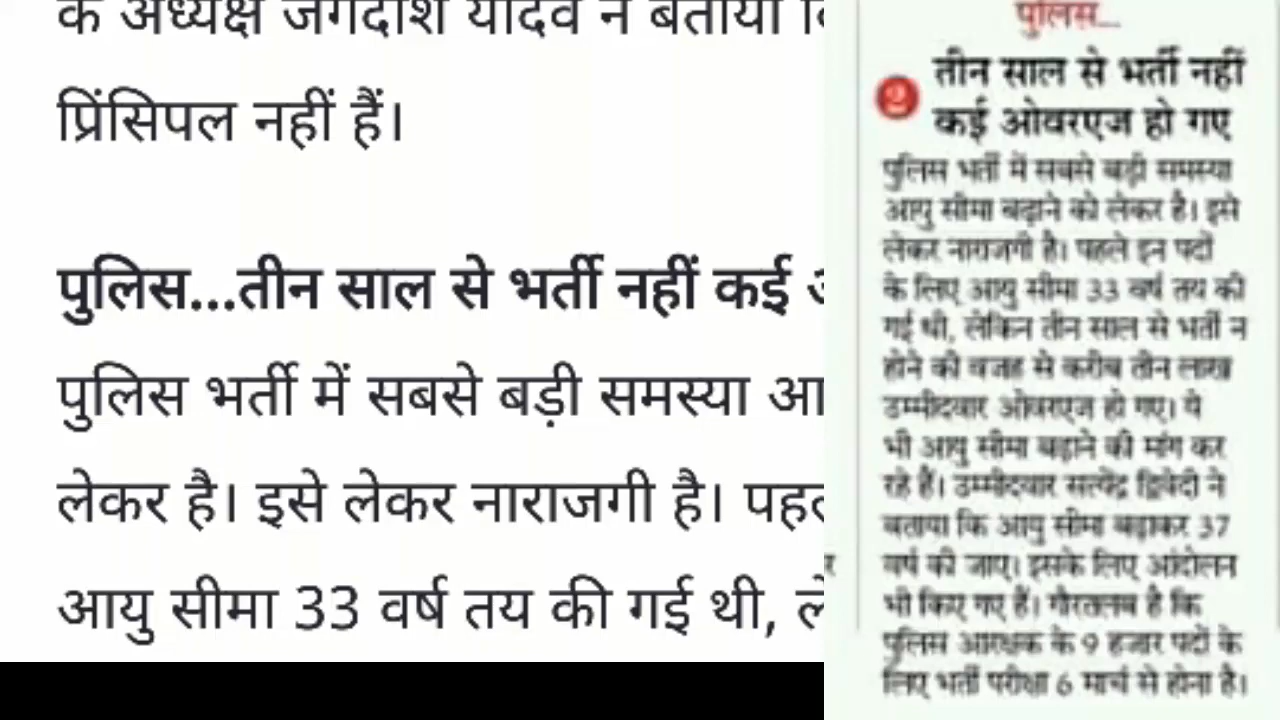 के अध्यक्ष जगदीश यादव ने बताया
प्रिंसिपल नहीं हैं।
पुलिस...तीन साल से भर्ती नहीं कई
पुलिस भर्ती में सबसे बड़ी समस्या आ
लेकर है। इसे लेकर नाराजगी है। पहल
आयु सीमा 33 वर्ष तय की गई थी, ले
पुलिस...
2 तीन साल से भर्ती नहीं
कई ओवरएज हो गए
पुलिस भर्ती में सबसे बड़ी समस्या
आयु सीमा बढ़ाने को लेकर है। इसे
लेकर नाराजगी है। पहले इन पदों
के लिए आयु सीमा 33 वर्ष तय की
गई थी, लेकिन तीन साल से भर्ती न
होने की वजह से करीब तीन लाख
उम्मीदवार ओवरएज हो गए। ये
भी आयु सीमा बढ़ाने की मांग कर
रहे हैं। उम्मीदवार सत्येंद्र द्विवेदी ने
बताया कि आयु सीमा बढ़ाकर 37
वर्ष की जाए। इसके लिए आंदोलन
भी किए गए हैं। गौरतलब है कि
पुलिस आरक्षक के 9 हजार पदों के
लिए भर्ती परीक्षा 6 मार्च से होना है।